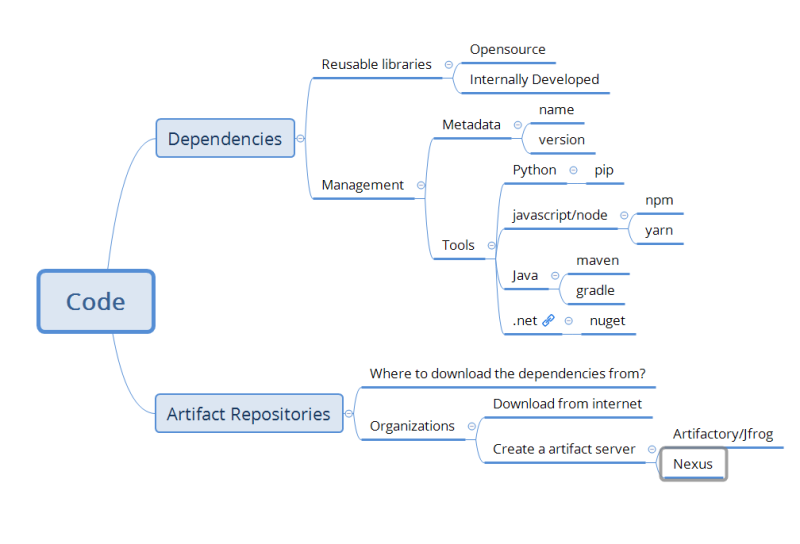 Opensource
Reusable libraries
Internally Developed
name
Metadata
Dependencies
version
Python
pip
Management
npm
javascript/node
yarn
Tools
maven
Java
gradle
Code
.net
nuget
Where to download the dependencies from?
Download from internet
Artifact Repositories
Organizations
Artifactory/Jfrog
Create a artifact server
Nexus